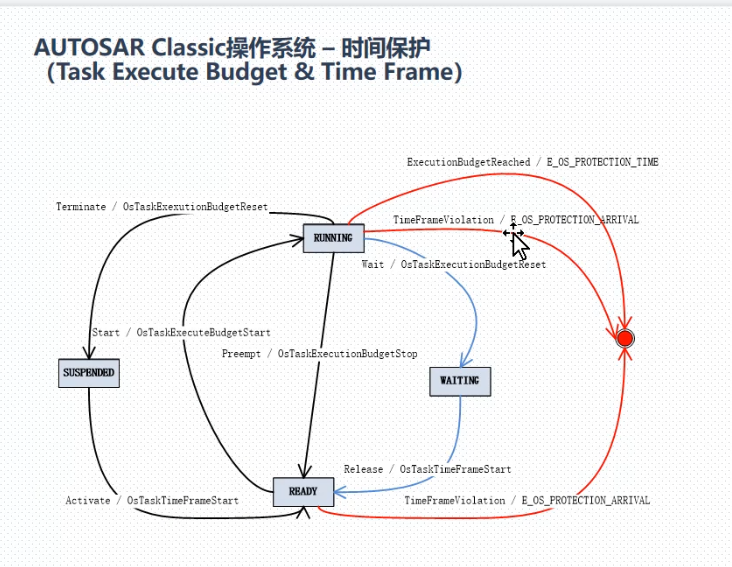 AUTOSAR Classic操作系统 – 时间保护
（Task Execute Budget & Time Frame）
ExecutionBudgetReached / E_OS_PROTECTION_TIME
Terminate / OsTaskExexutionBudgetReset
TimeFrameViolation / E_OS_PROTECTION_ARRIVAL
RUNNING
Wait / OsTaskExecutionBudgetReset
Start / OsTaskExecuteBudgetStart
Preempt / OsTaskExecutionBudgetStop
SUSPENDED
WAITING
Release / OsTaskTimeFrameStart
READY
Activate / OsTaskTimeFrameStart
TimeFrameViolation / E_OS_PROTECTION_ARRIVAL